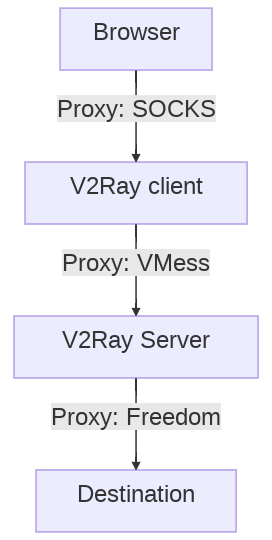 Browser
Proxy: SOCKS
V2Ray client
Proxy: VMess
V2Ray Server
Proxy: Freedom
Destination